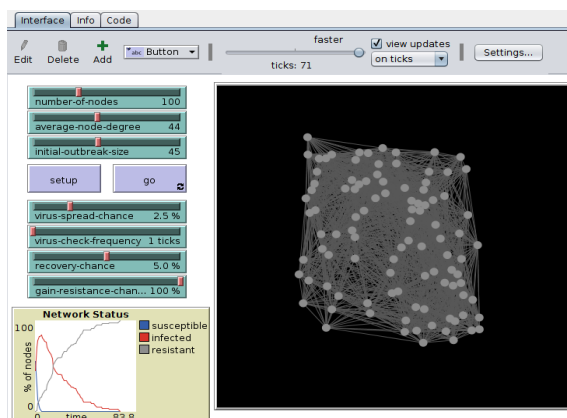 Interface Info Code
Edit Delete Add abc Button faster ticks: 71 view updates on ticks Settings...
number-of-nodes 100
average-node-degree 44
initial-outbreak-size 45
setup go
virus-spread-chance 2.5 %
virus-check-frequency 1 ticks
recovery-chance 5.0 %
gain-resistance-chan... 100 %
Network Status
100
% of nodes
0
0 time 83.8
susceptible
infected
resistant